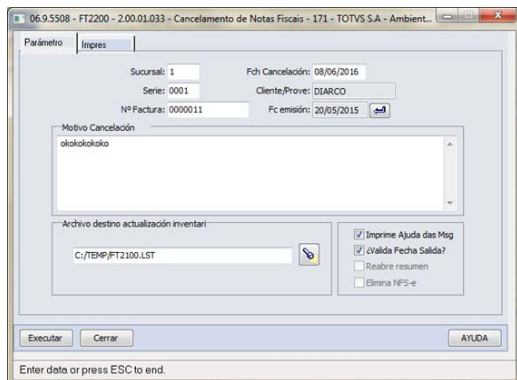 06.9.5508 - FT2200 - 2.00.01.033 - Cancelamento de Notas Fiscais - 171 - TOTVS S.A - Ambient...
Parámetro Impres
Sucursal: 1 Fch Cancelación: 08/06/2016
Serie: 0001 Cliente/Prove: DIARCO
Nº Factura: 0000011 Fc emisión: 20/05/2015
Motivo Cancelación
okokokokoko
Archivo destino actualización inventari
C:/TEMP/FT2100.LST
Imprime Ajuda das Msg
¿Valida Fecha Salida?
Reabre resumen
Elimina NFS-e
Executar Cerrar AYUDA
Enter data or press ESC to end.